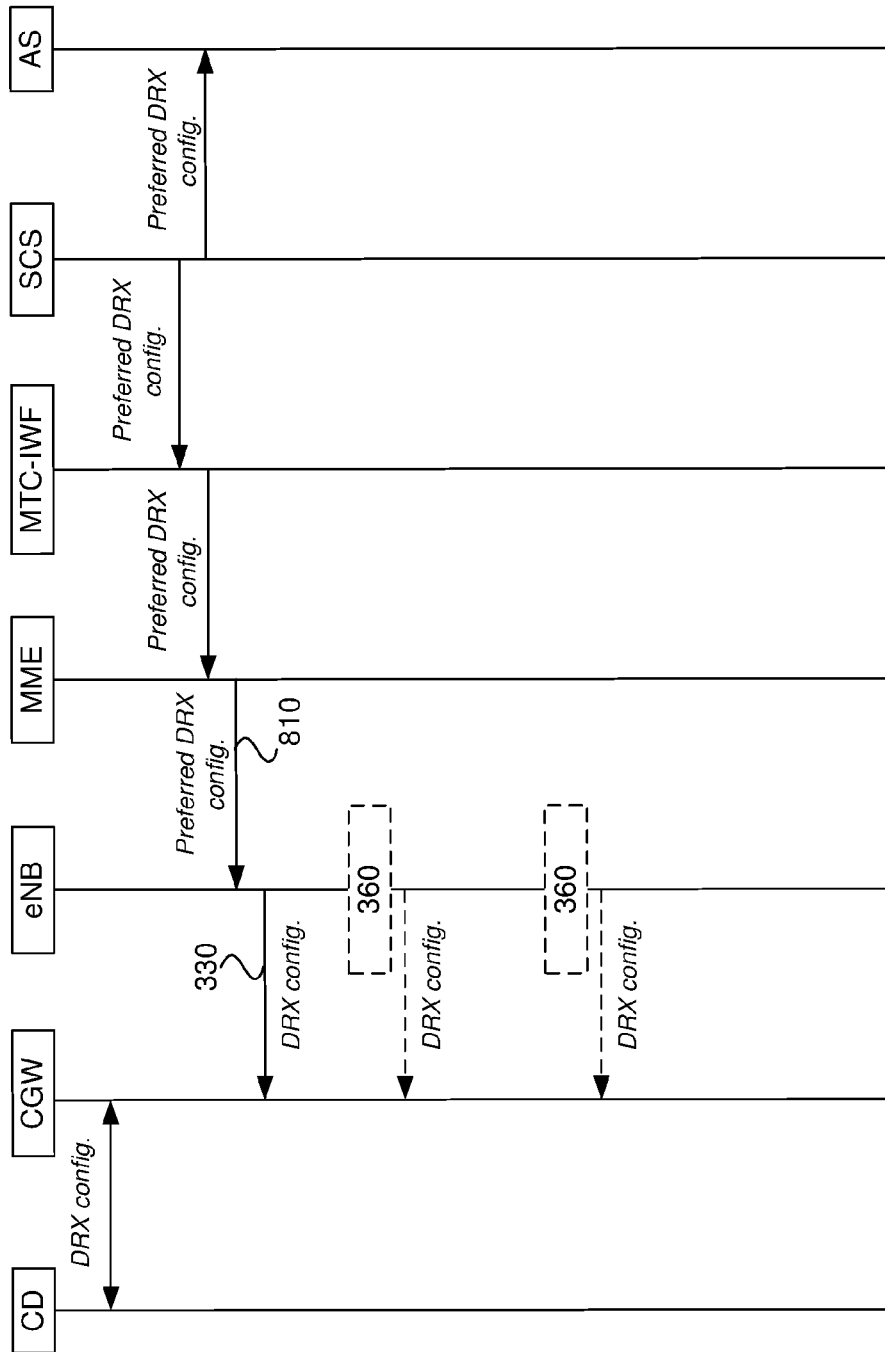 CD
CGW
eNB
MME
MTC-IWF
SCS
AS
DRX config.
Preferred DRX
config.
Preferred DRX
config.
Preferred DRX
config.
Preferred DRX
config.
810
330
DRX config.
360
DRX config.
360
DRX config.